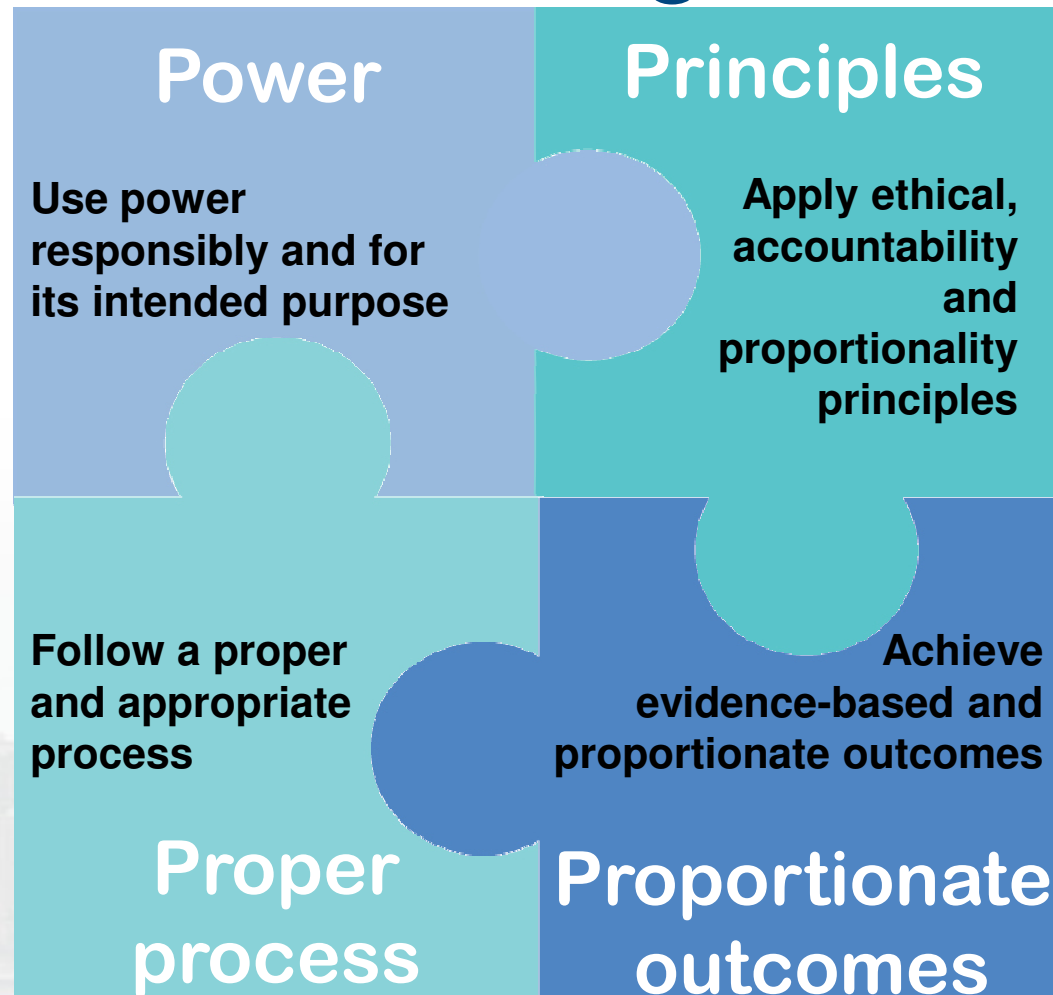 Power
Use power
responsibly and for
its intended purpose
Principles
Apply ethical,
accountability
and
proportionality
principles
Follow a proper
and appropriate
process
Proper
process
Achieve
evidence-based and
proportionate outcomes
Proportionate
outcomes